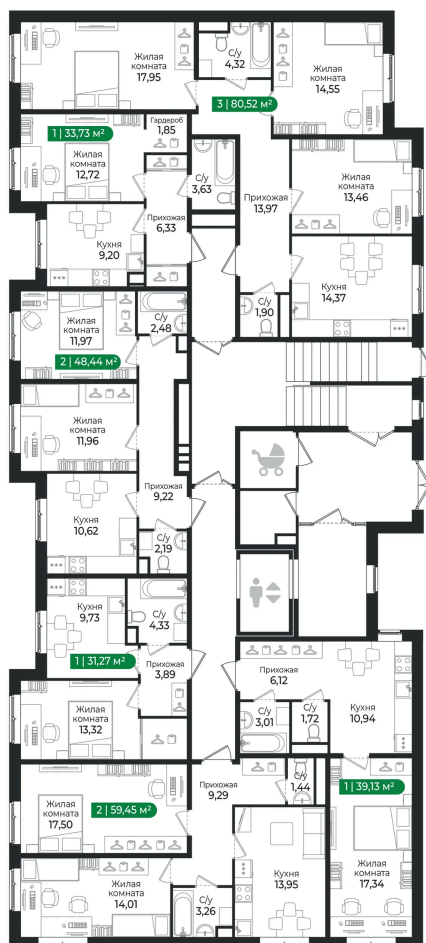 Жилая
комната
17,95
С/у
4,32
Жилая
комната
14,55
3 | 80,52 м²
1 | 33,73 м²
Гардероб
1,85
Жилая
комната
12,72
С/у
3,63
Жилая
комната
13,46
Прихожая
13,97
Прихожая
6,33
Кухня
9,20
Кухня
14,37
С/у
1,90
С/у
2,48
Жилая
комната
11,97
2 | 48,44 м²
Жилая
комната
11,96
Прихожая
9,22
Кухня
10,62
С/у
2,19
Кухня
9,73
С/у
4,33
1 | 31,27 м²
Прихожая
3,89
Прихожая
6,12
Жилая
комната
13,32
С/у
3,01
С/у
1,72
Кухня
10,94
Прихожая
9,29
С/у
1,44
1 | 39,13 м²
Жилая
комната
17,50
2 | 59,45 м²
Кухня
13,95
Жилая
комната
17,34
Жилая
комната
14,01
С/у
3,26